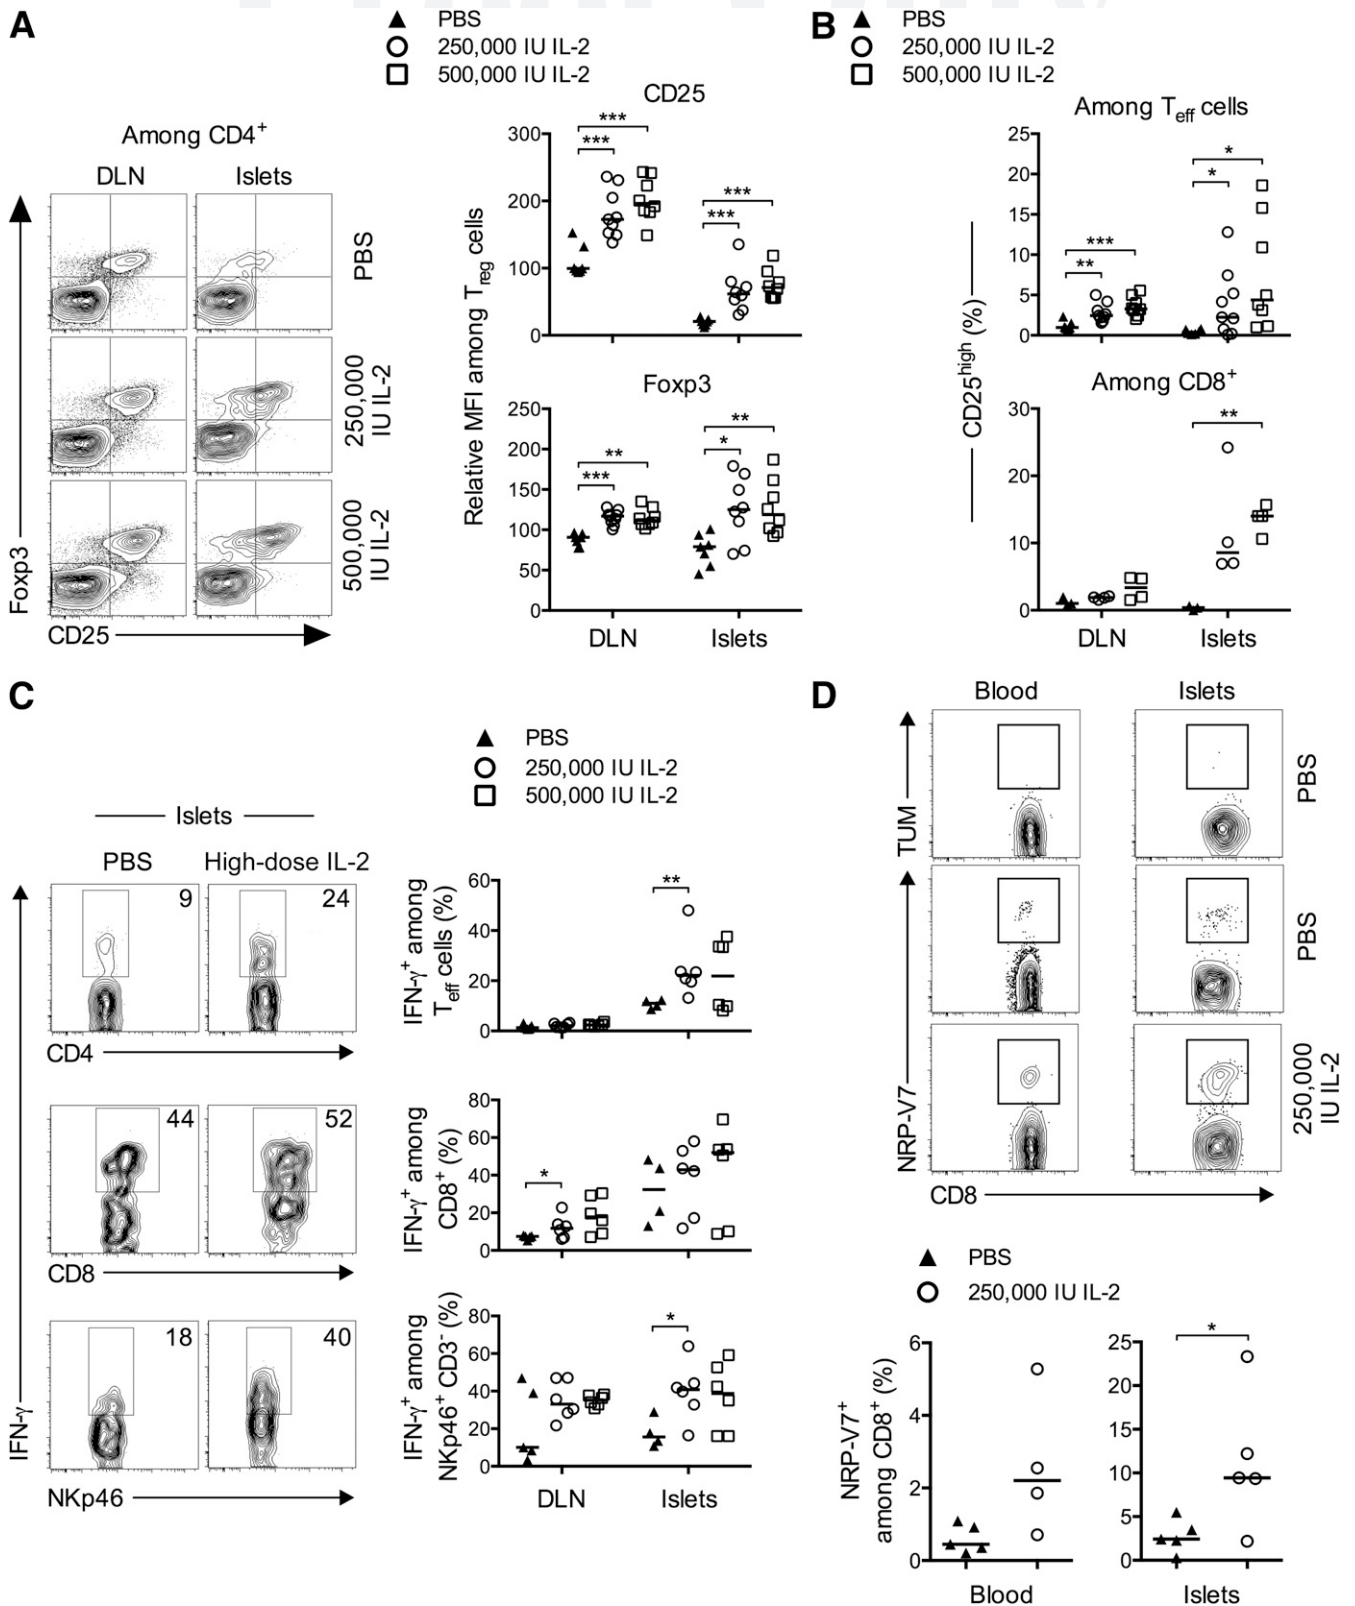 A
PBS
250,000 IU IL-2
500,000 IU IL-2
Among CD4+
DLN
Islets
PBS
250,000
IU IL-2
500,000
IU IL-2
Foxp3
CD25
CD25
Relative MFI among Treg cells
300
200
100
0
***
***
***
***
Foxp3
250
200
150
100
50
0
***
**
*
**
DLN
Islets
B
PBS
250,000 IU IL-2
500,000 IU IL-2
Among Teff cells
CD25high (%)
25
20
15
10
5
0
**
***
*
*
Among CD8+
30
20
10
0
**
DLN
Islets
C
PBS
250,000 IU IL-2
500,000 IU IL-2
Islets
PBS
High-dose IL-2
9
24
CD4
44
52
CD8
18
40
IFN-γ
NKp46
IFN-γ+ among
Teff cells (%)
60
40
20
0
**
IFN-γ+ among
CD8+ (%)
80
60
40
20
0
*
IFN-γ+ among
NKp46+ CD3- (%)
80
60
40
20
0
*
DLN
Islets
D
Blood
Islets
TUM
PBS
PBS
NRP-V7
250,000
IU IL-2
CD8
PBS
250,000 IU IL-2
NRP-V7+
among CD8+ (%)
6
4
2
0
Blood
25
20
15
10
5
0
*
Islets